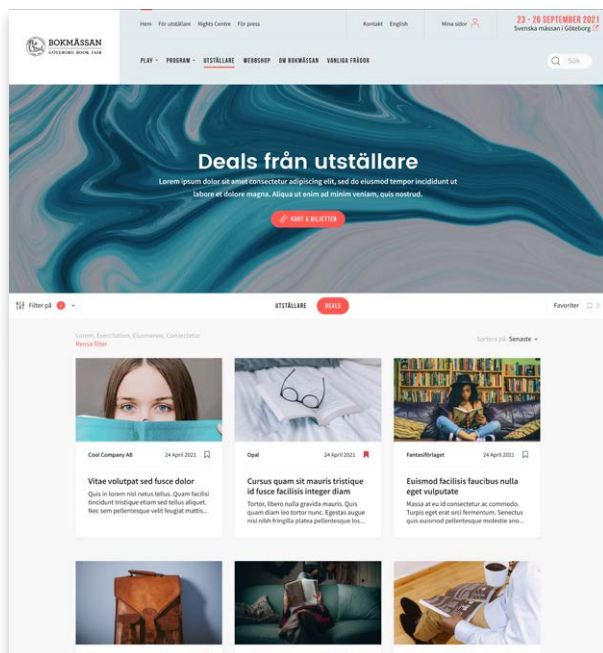 BOKMÄSSAN
GÖTEBORG BOOK FAIR
Hem För utställare Rights Centre För press
Kontakt English
Mina sidor
23 - 26 SEPTEMBER 2021
Svenska mässan i Göteborg
PLAY PROGRAM UTSTÄLLARE WEBBSHOP OM BOKMÄSSAN VANLIGA FRÅGOR
Sök
Deals från utställare
Lorem ipsum dolor sit amet consectetur adipiscing elit, sed do eiusmod tempor incididunt ut
labore et dolore magna. Aliqua ut enim ad minim veniam, quis nostrud.
KORT & BILJETTER
Filter på
UTSTÄLLARE DEALS
Favoriter
Lorem, Exercitation, Eiusmenos, Consectetur
Rensa filter
Sortera på: Senaste
Cool Company AB 24 April 2021
Vitae volutpat sed fusce dolor
Quis in lorem nisl netus tellus. Quam facilisi
tincidunt tristique etiam sed tellus aliquet.
Nec sem pellentesque velit feugiat mattis...
Opal 24 April 2021
Cursus quam sit mauris tristique
id fusce facilisis integer diam
Tortor, libero nulla gravida mauris. Quis
quam diam leo tortor nunc. Egestas augue
nisi nibh fringilla platea pellentesque los...
Fantasiförlaget 24 April 2021
Euismod facilisis faucibus nulla
eget vulputate
Massa at eu id consectetur ac commodo.
Turpis eget erat orci fermentum. Senectus
quis euismod pellentesque molestie ano...